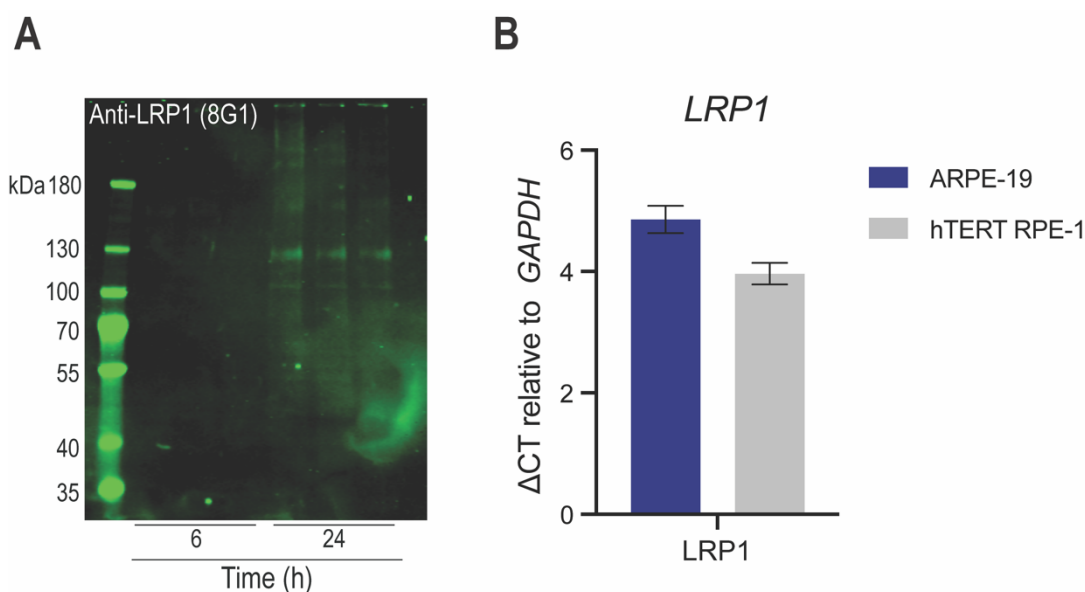 A
Anti-LRP1 (8G1)
kDa 180
130
100
70
55
40
35
6 24
Time (h)
B
LRP1
6
4
2
0
ΔCT relative to GAPDH
LRP1
ARPE-19
hTERT RPE-1